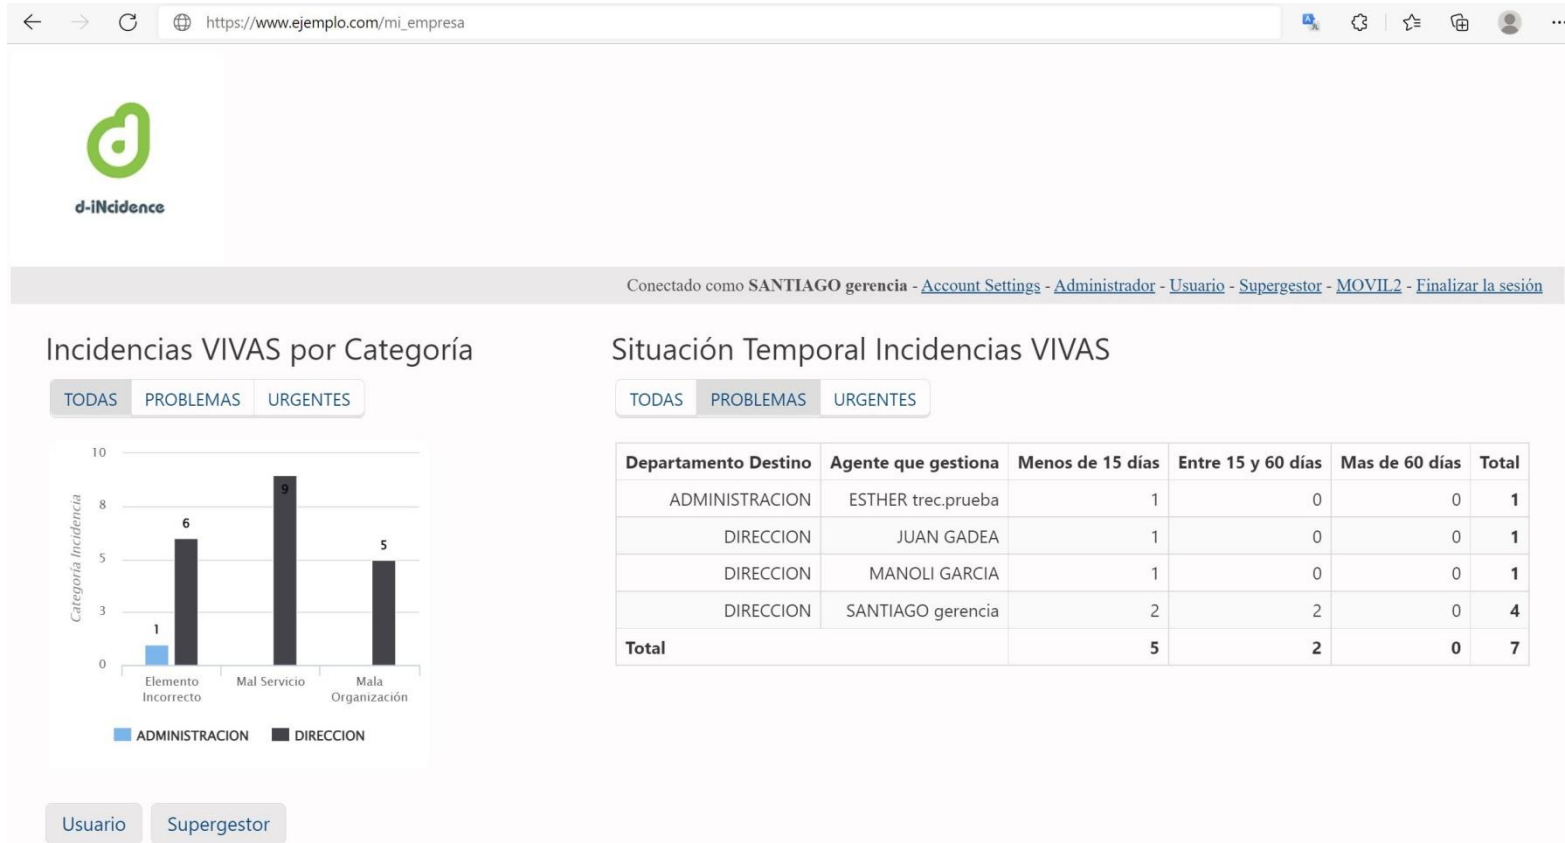 https://www.ejemplo.com/mi_empresa
d-iNcidence
Conectado como SANTIAGO gerencia - Account Settings - Administrador - Usuario - Supergestor - MOVIL2 - Finalizar la sesión
Incidencias VIVAS por Categoría
TODAS PROBLEMAS URGENTES
10
8
5
3
0
Categoría Incidencia
1
6
9
5
Elemento Incorrecto
Mal Servicio
Mala Organización
ADMINISTRACION DIRECCION
Situación Temporal Incidencias VIVAS
TODAS PROBLEMAS URGENTES
Departamento Destino Agente que gestiona Menos de 15 días Entre 15 y 60 días Mas de 60 días Total
ADMINISTRACION ESTHER trec.prueba 1 0 0 1
DIRECCION JUAN GADEA 1 0 0 1
DIRECCION MANOLI GARCIA 1 0 0 1
DIRECCION SANTIAGO gerencia 2 2 0 4
Total 5 2 0 7
Usuario Supergestor